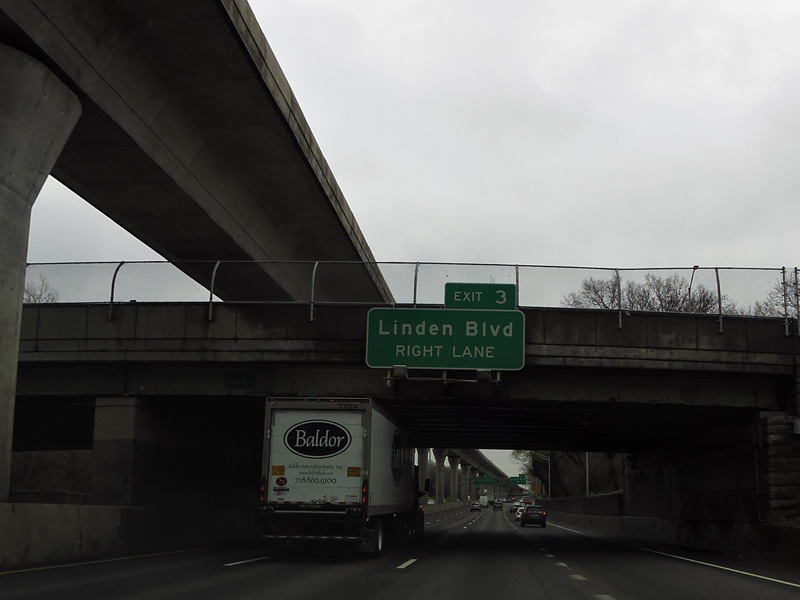 EXIT 3
Linden Blvd
RIGHT LANE
Baldor
718.860.9100